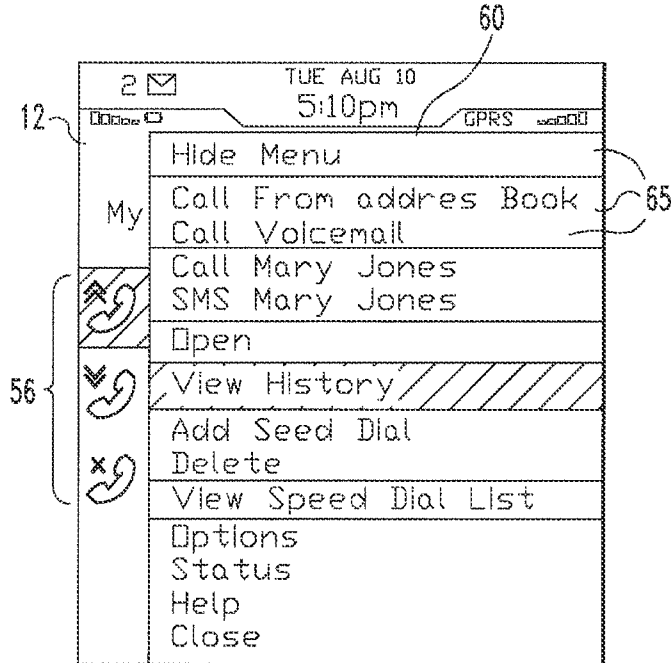 60
2 TUE AUG 10
5:10pm
12
GPRS
Hide Menu
65
My
Call From addres Book
Call Voicemail
Call Mary Jones
SMS Mary Jones
Open
56
View History
Add Seed Dial
Delete
View Speed Dial List
Options
Status
Help
Close